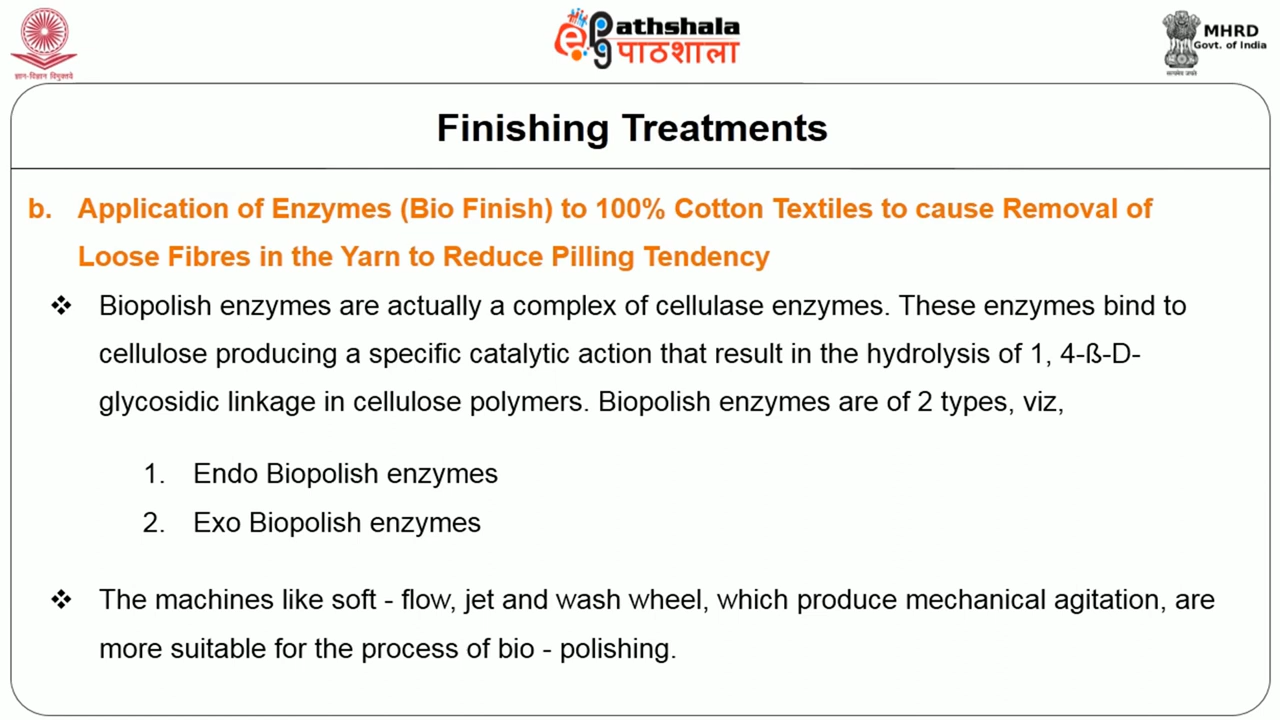 ज्ञान-विज्ञान विमुक्तये
ePgPathshala
पाठशाला
MHRD
Govt. of India
सत्यमेव जयते
Finishing Treatments
b. Application of Enzymes (Bio Finish) to 100% Cotton Textiles to cause Removal of
Loose Fibres in the Yarn to Reduce Pilling Tendency
❖ Biopolish enzymes are actually a complex of cellulase enzymes. These enzymes bind to
cellulose producing a specific catalytic action that result in the hydrolysis of 1, 4-ß-D-
glycosidic linkage in cellulose polymers. Biopolish enzymes are of 2 types, viz,
1. Endo Biopolish enzymes
2. Exo Biopolish enzymes
❖ The machines like soft - flow, jet and wash wheel, which produce mechanical agitation, are
more suitable for the process of bio - polishing.